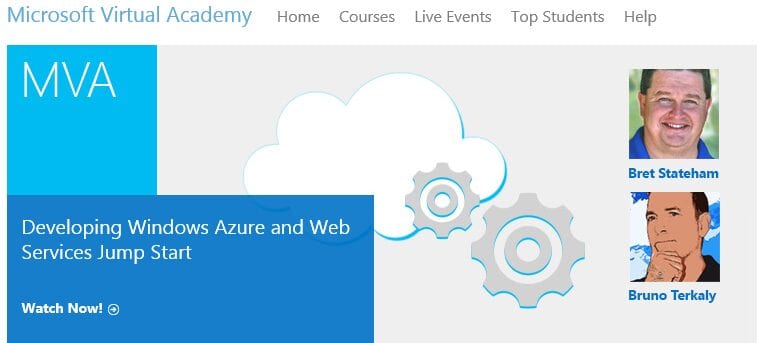 Microsoft Virtual Academy Home Courses Live Events Top Students Help
MVA
Bret Stateham
Developing Windows Azure and Web
Services Jump Start
Watch Now!
Bruno Terkaly